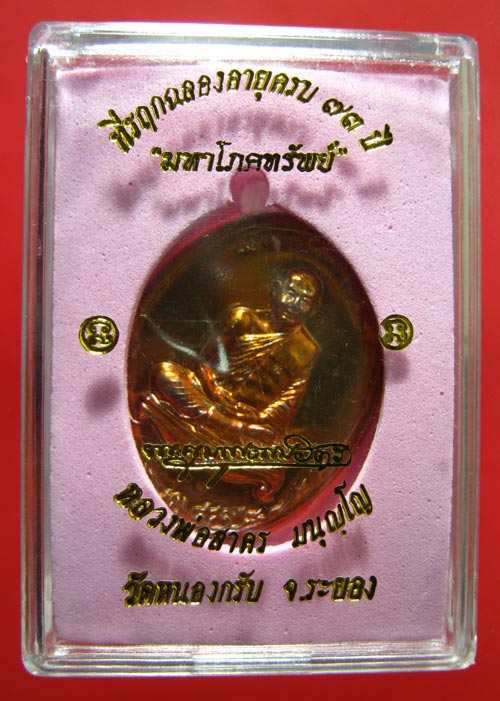 ที่รฤกฉลองอายุครบ ๗๓ ปี
"มหาโภคทรัพย์"
หลวงพ่อสาคร มนุญฺโญ
วัดหนองกรับ จ.ระยอง